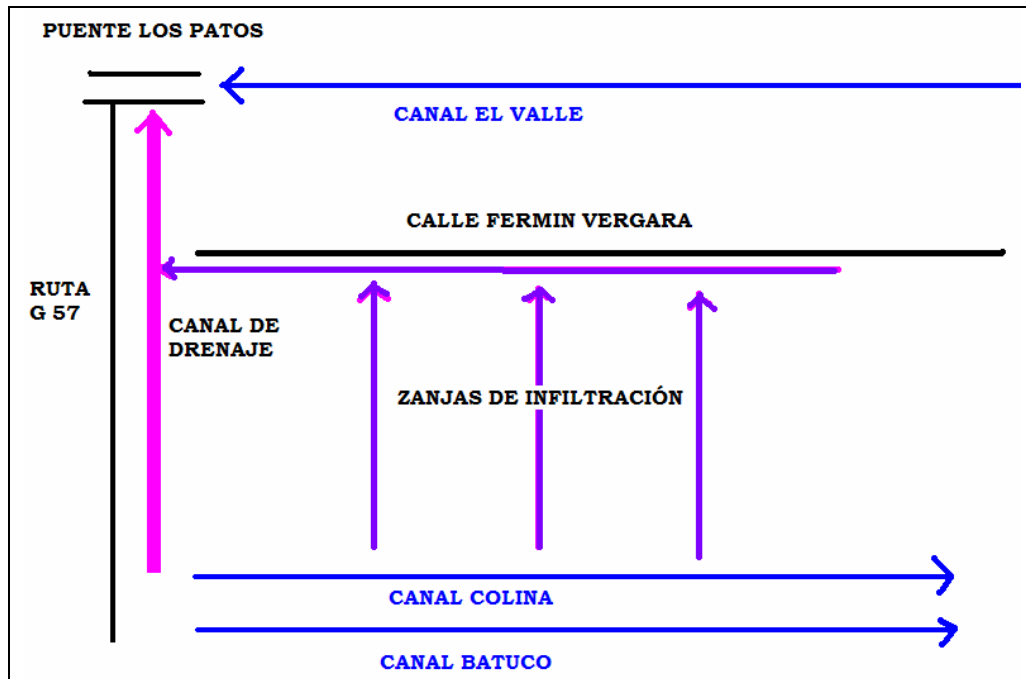 PUENTE LOS PATOS
CANAL EL VALLE
CALLE FERMIN VERGARA
RUTA
G 57
CANAL DE
DRENAJE
ZANJAS DE INFILTRACIÓN
CANAL COLINA
CANAL BATUCO